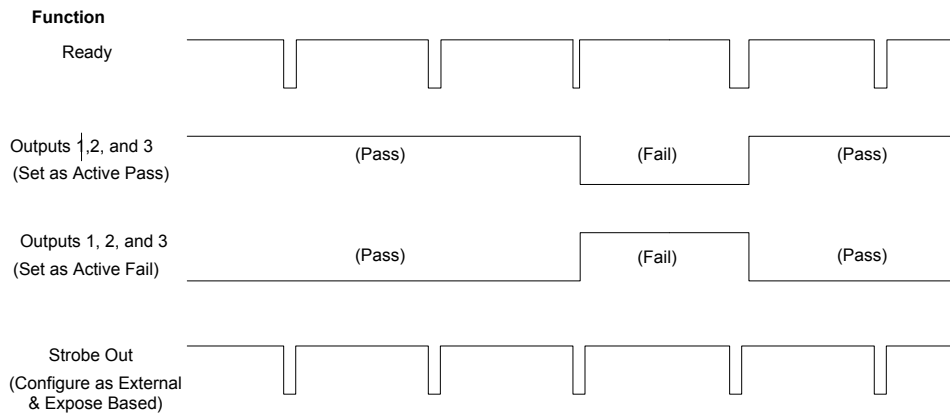 Function
Ready
Outputs 1,2, and 3
(Set as Active Pass)
(Pass)
(Fail)
(Pass)
Outputs 1, 2, and 3
(Set as Active Fail)
(Pass)
(Fail)
(Pass)
Strobe Out
(Configure as External
& Expose Based)